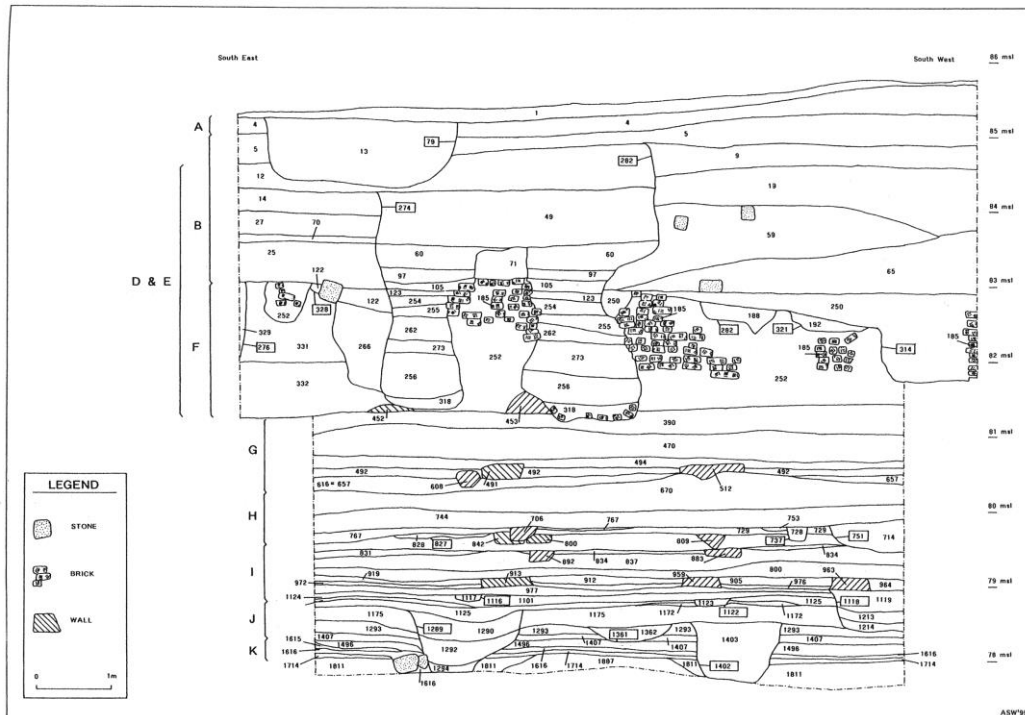 South East South West 86 msl
1
A 4 79 4 85 msl
5
5 13 282 9
12 19
14 274 49 84 msl
B 27 70 59
25 60 71 60 65
D & E 97 97 83 msl
122 105 105
122 123 254 185 254 123 250 185 250
252 328 255 255 282 188 321 192
329 262 262 185 185 314
F 276 331 266 273 252 273 82 msl
332 256 256 252
318 318
452 453 390 81 msl
G 470
494
492 492 492
616 = 657 608 491 512 657
670
80 msl
H 744 706 767 753
767 729 728 729 714
828 827 842 800 809 737 751
831 892 834 837 883 834
I 919 913 912 959 800 963
972 905 976 964 79 msl
977
1124 1117 1116 1101 1123 1125 1118 1119
1175 1125 1175 1172 1122 1172 1213
J 1293 1289 1290 1293 1361 1362 1293 1403 1293 1214
1615 1407 1407 1407 1407
1616 1496 1292 1496 1496 1616
K 1714 1294 1811 1616 1714 1887 1811 1402 1714 78 msl
1811 1616 1811
LEGEND
STONE
BRICK
WALL
0 1m